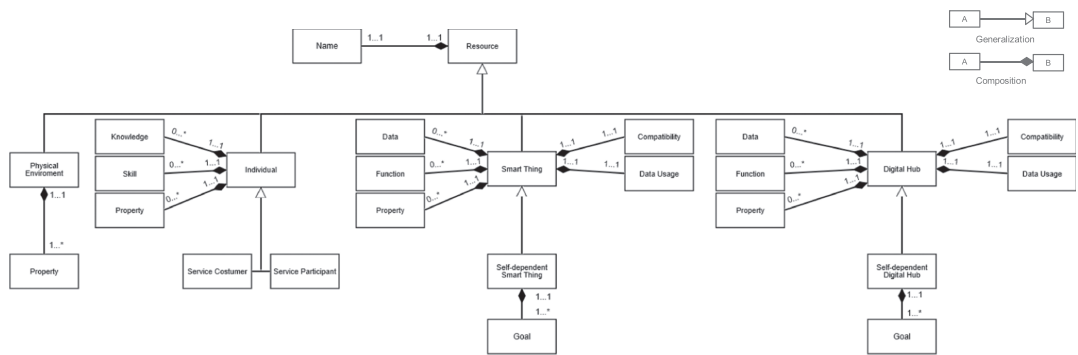 A
B
Generalization
A
B
Composition
Name
1...1
1...1
Resource
Knowledge
0...*
1...1
Skill
0...*
1...1
Property
0...*
1...1
Individual
Physical
Enviroment
1...1
1...*
Property
Service Costumer
Service Participant
Data
0...*
1...1
Function
0...*
1...1
Property
0...*
1...1
Smart Thing
1...1
1...1
Compatibility
1...1
1...1
Data Usage
Self-dependent
Smart Thing
1...1
1...*
Goal
Data
0...*
1...1
Function
0...*
1...1
Property
0...*
1...1
Digital Hub
1...1
1...1
Compatibility
1...1
1...1
Data Usage
Self-dependent
Digital Hub
1...1
1...*
Goal